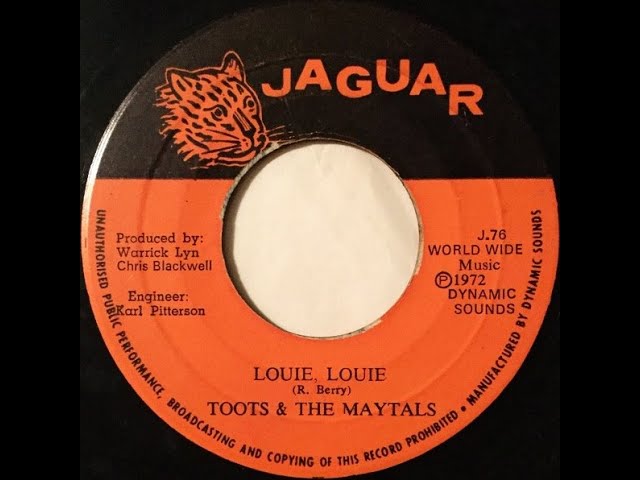 JAGUAR
Produced by:
Warrick Lyn
Chris Blackwell
Engineer:
Karl Pitterson
J.76
WORLD WIDE
Music
Ⓟ1972
DYNAMIC
SOUNDS
LOUIE, LOUIE
(R. Berry)
TOOTS & THE MAYTALS
UNAUTHORISED PUBLIC PERFORMANCE, BROADCASTING AND COPYING OF THIS RECORD PROHIBITED • MANUFACTURED BY DYNAMIC SOUNDS